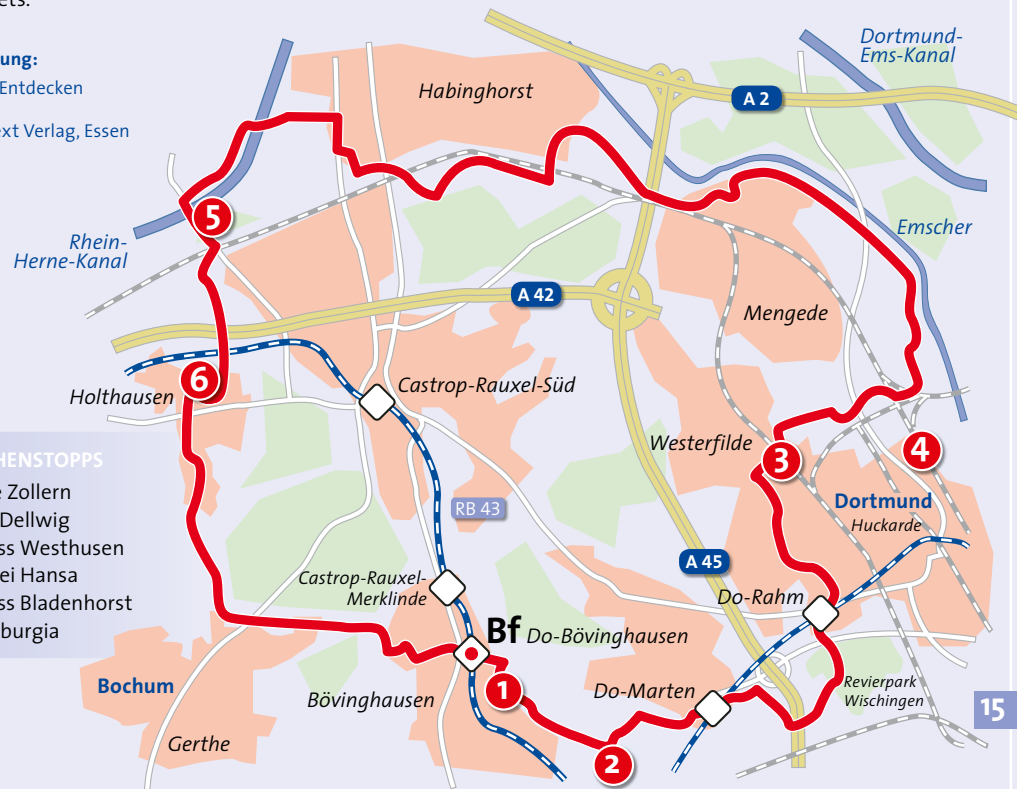 ung:
Entdecken
ext Verlag, Essen
Dortmund-
Ems-Kanal
Habinghorst
A 2
5
Emscher
Rhein-
Herne-Kanal
A 42
Mengede
6
Castrop-Rauxel-Süd
Holthausen
Westerfilde
3
4
HENSTOPPS
Zollern
Dellwig
ss Westhusen
ei Hansa
ss Bladenhorst
burgia
RB 43
Dortmund
Huckarde
A 45
Castrop-Rauxel-
Merklinde
Do-Rahm
Bf Do-Bövinghausen
Bochum
Bövinghausen
1
Do-Marten
Revierpark
Wischingen
15
Gerthe
2